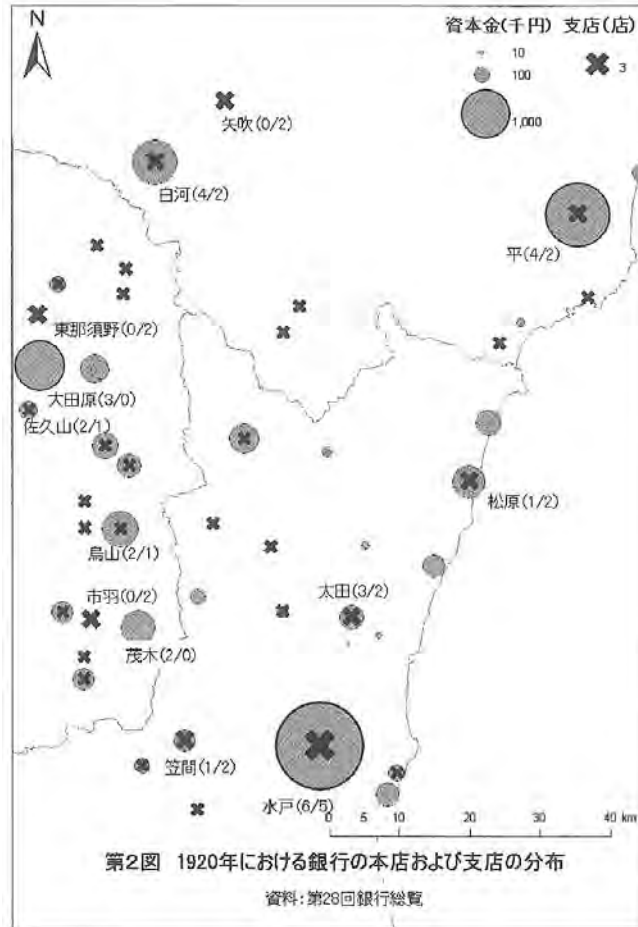 N
資本金(千円) 支店(店)
10
100
1,000
3
矢吹(0/2)
白河(4/2)
平(4/2)
東那須野(0/2)
大田原(3/0)
佐久山(2/1)
松原(1/2)
烏山(2/1)
市羽(0/2)
太田(3/2)
茂木(2/0)
笠間(1/2)
水戸(6/5)
0 10 20 40 km
第2図 1920年における銀行の本店および支店の分布
資料:第28回銀行総覧